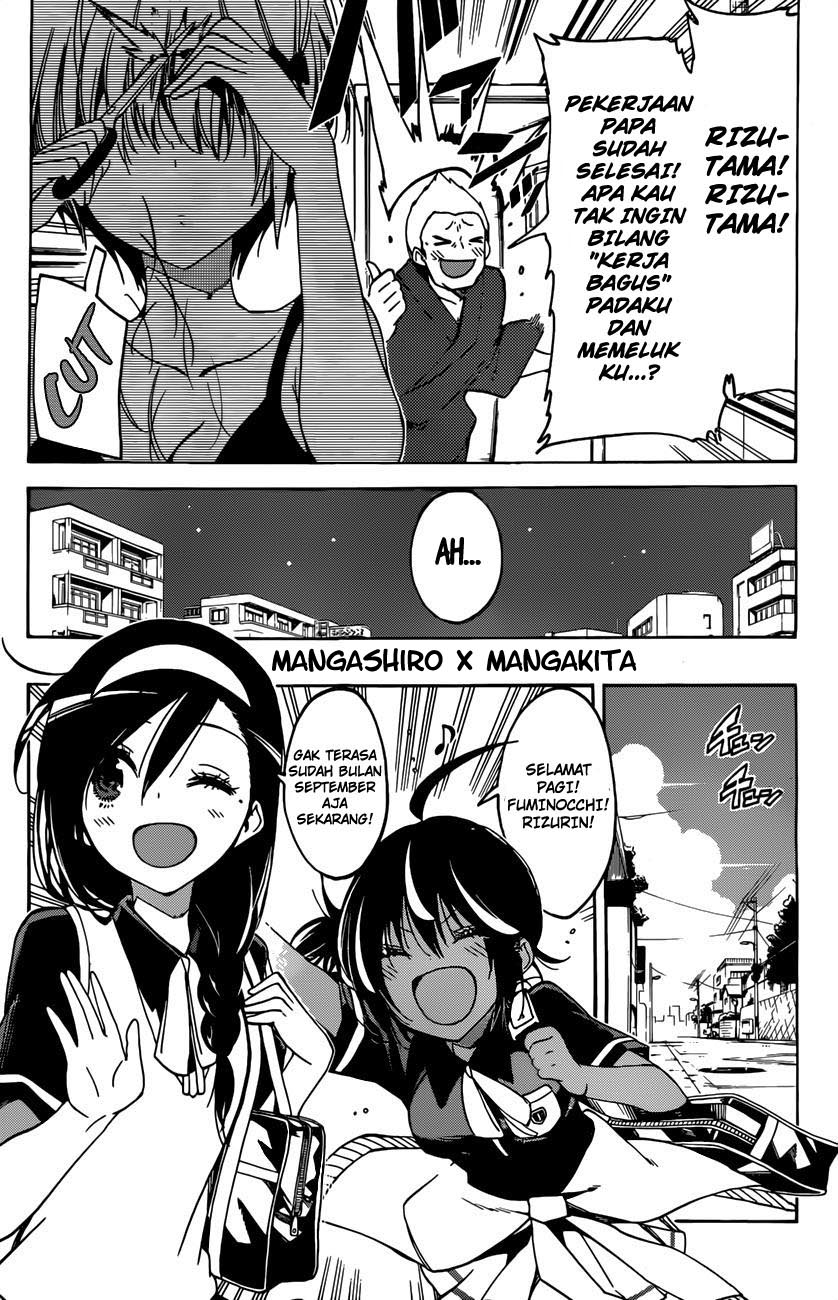 RIZU-
TAMA!
RIZU-
TAMA!
PEKERJAAN
PAPA
SUDAH
SELESAI!
APA KAU
TAK INGIN
BILANG
"KERJA
BAGUS"
PADAKU
DAN
MEMELUK
KU...?
CUT
AH...
MANGASHIRO X MANGAKITA
SELAMAT
PAGI!
FUMINOCCHI!
RIZURIN!
GAK TERASA
SUDAH BULAN
SEPTEMBER
AJA
SEKARANG!